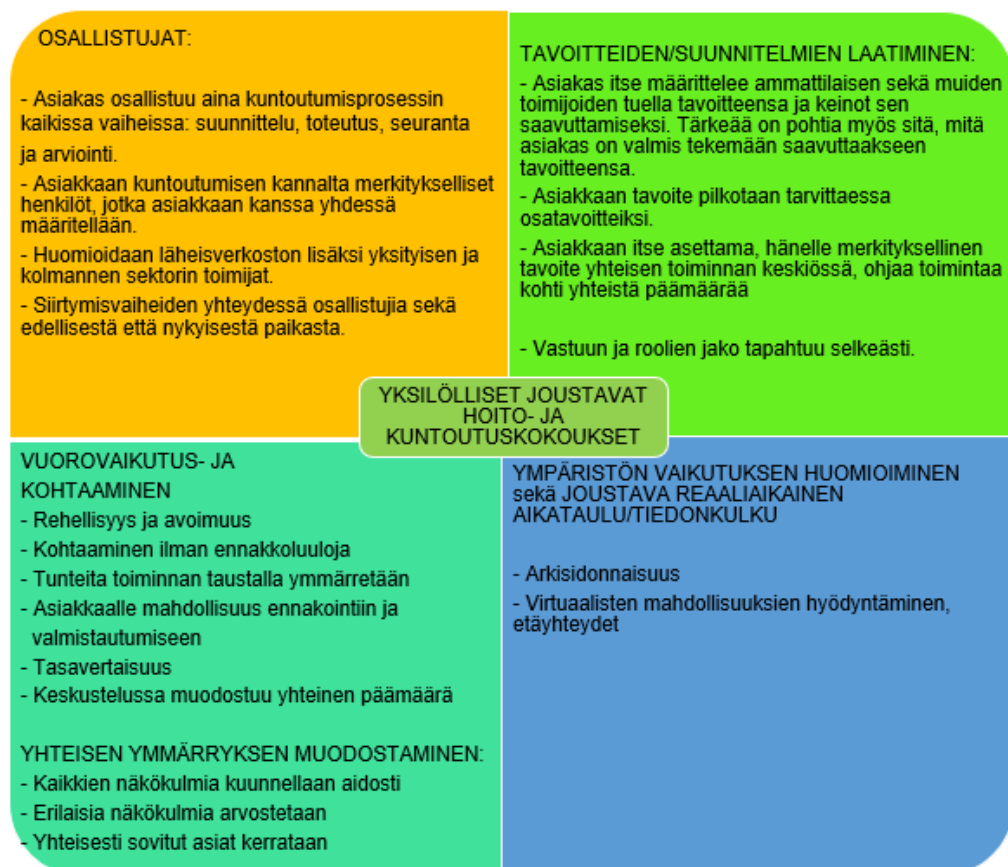 OSALLISTUJAT:
- Asiakas osallistuu aina kuntoutumisprosessin
kaikissa vaiheissa: suunnittelu, toteutus, seuranta
ja arviointi.
- Asiakkaan kuntoutumisen kannalta merkitykselliset
henkilöt, jotka asiakkaan kanssa yhdessä
määritellään.
- Huomioidaan läheisverkoston lisäksi yksityisen ja
kolmannen sektorin toimijat.
- Siirtymisvaiheiden yhteydessä osallistujia sekä
edellisestä että nykyisestä paikasta.
TAVOITTEIDEN/SUUNNITELMIEN LAATIMINEN:
- Asiakas itse määrittelee ammattilaisen sekä muiden
toimijoiden tuella tavoitteensa ja keinot sen
saavuttamiseksi. Tärkeää on pohtia myös sitä, mitä
asiakas on valmis tekemään saavuttaakseen
tavoitteensa.
- Asiakkaan tavoite pilkotaan tarvittaessa
osatavoitteiksi.
- Asiakkaan itse asettama, hänelle merkityksellinen
tavoite yhteisen toiminnan keskiössä, ohjaa toimintaa
kohti yhteistä päämäärää
- Vastuun ja roolien jako tapahtuu selkeästi.
YKSILÖLLISET JOUSTAVAT
HOITO- JA
KUNTOUTUSKOKOUKSET
VUOROVAIKUTUS- JA
KOHTAAMINEN
- Rehellisyys ja avoimuus
- Kohtaaminen ilman ennakkoluuloja
- Tunteita toiminnan taustalla ymmärretään
- Asiakkaalle mahdollisuus ennakointiin ja
valmistautumiseen
- Tasavertaisuus
- Keskustelussa muodostuu yhteinen päämäärä
YHTEISEN YMMÄRRYKSEN MUODOSTAMINEN:
- Kaikkien näkökulmia kuunnellaan aidosti
- Erilaisia näkökulmia arvostetaan
- Yhteisesti sovitut asiat kerrataan
YMPÄRISTÖN VAIKUTUKSEN HUOMIOIMINEN
sekä JOUSTAVA REAALIAIKAINEN
AIKATAULU/TIEDONKULKU
- Arkisidonnaisuus
- Virtuaalisten mahdollisuuksien hyödyntäminen,
etäyhteydet